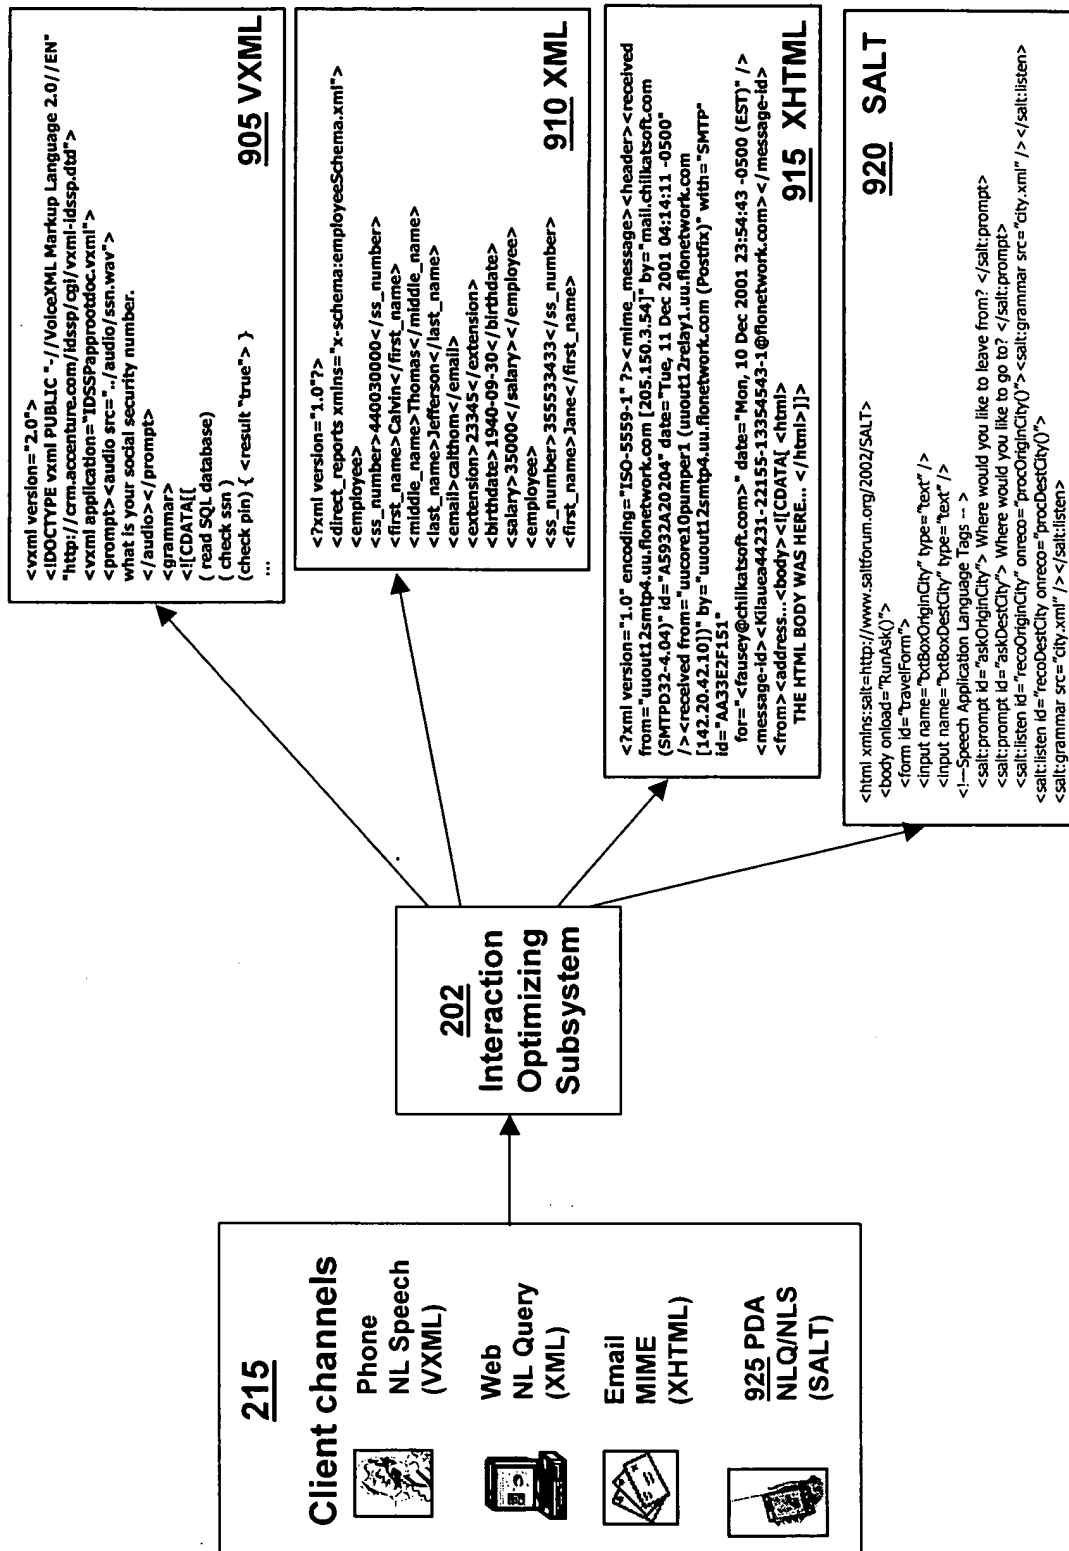 215
Client channels
Phone
NL Speech
(VXML)
Web
NL Query
(XML)
Email
MIME
(XHTML)
925 PDA
NLQ/NLS
(SALT)
202
Interaction
Optimizing
Subsystem
<vxml version="2.0">
<!DOCTYPE vxml PUBLIC "-//VoiceXML Markup Language 2.0//EN"
"http://crm.accenture.com/idssp/cgi/vxml-idssp.dtd">
<vxml application="IDSSPapprootdoc.vxml">
<prompt><audio src="../audio/ssn.wav">
what is your social security number.
</audio></prompt>
<grammar>
<![CDATA[[
( read SQL database)
( check ssn )
(check pin) { <result "true"> }
...
905 VXML
<?xml version="1.0"?>
<direct_reports xmlns="x-schema:employeeSchema.xml">
<employee>
<ss_number>440030000</ss_number>
<first_name>Calvin</first_name>
<middle_name>Thomas</middle_name>
<last_name>Jefferson</last_name>
<email>calthom</email>
<extension>23345</extension>
<birthdate>1940-09-30</birthdate>
<salary>35000</salary></employee>
<employee>
<ss_number>355533433</ss_number>
<first_name>Jane</first_name>
910 XML
<?xml version="1.0" encoding="ISO-5559-1" ?><mime_message><header><received
from="uuout12smtp4.uu.flonetwork.com [205.150.3.54]" by="mail.chilkatsoft.com
(SMTPD32-4.04)" id="A5932A20204" date="Tue, 11 Dec 2001 04:14:11 -0500"
/><received from="uucore10pumper1 (uuout12relay1.uu.flonetwork.com
[142.20.42.10])" by="uuout12smtp4.uu.flonetwork.com (Postfix)" with="SMTP"
id="AA33E2F151"
for="<fausey@chilkatsoft.com>" date="Mon, 10 Dec 2001 23:54:43 -0500 (EST)" />
<message-id><Kilauea44231-22155-133545543-1@flonetwork.com></message-id>
<from><address...<body> <![CDATA[ <html>
THE HTML BODY WAS HERE... </html>]]>
915 XHTML
<html xmlns:salt=http://www.saltforum.org/2002/SALT>
<body onload="RunAsk()">
<form id="travelForm">
<input name="txtBoxOriginCity" type="text" />
<input name="txtBoxDestCity" type="text" />
<!--Speech Application Language Tags -- >
<salt:prompt id="askOriginCity"> Where would you like to leave from? </salt:prompt>
<salt:prompt id="askDestCity"> Where would you like to go to? </salt:prompt>
<salt:listen id="recoOriginCity" onreco="procOriginCity()"><salt:grammar src="city.xml" /></salt:listen>
<salt:listen id="recoDestCity onreco="procDestCity()">
<salt:grammar src="city.xml" /></salt:listen>
920 SALT